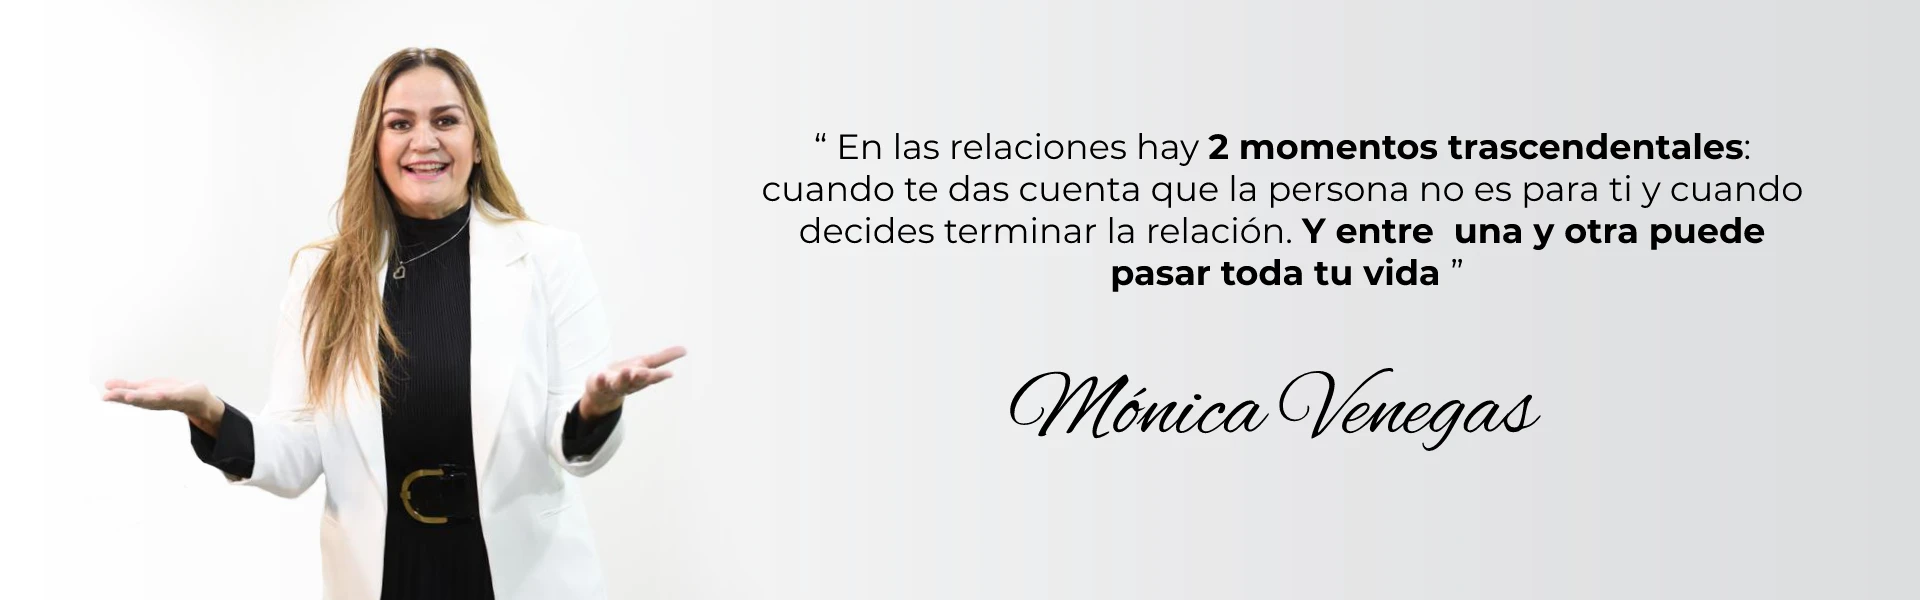 “ En las relaciones hay 2 momentos trascendentales:
cuando te das cuenta que la persona no es para ti y cuando
decides terminar la relación. Y entre  una y otra puede
pasar toda tu vida ”
Mónica Venegas